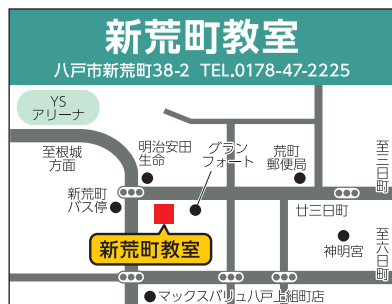 新荒町教室
八戸市新荒町38-2 TEL.0178-47-2225
YS
アリーナ
至根城
方面
明治安田
生命
グラン
フォート
荒町
郵便局
至三日町
新荒町
バス停
廿三日町
新荒町教室
神明宮
至六日町
マックスバリュ八戸上組町店